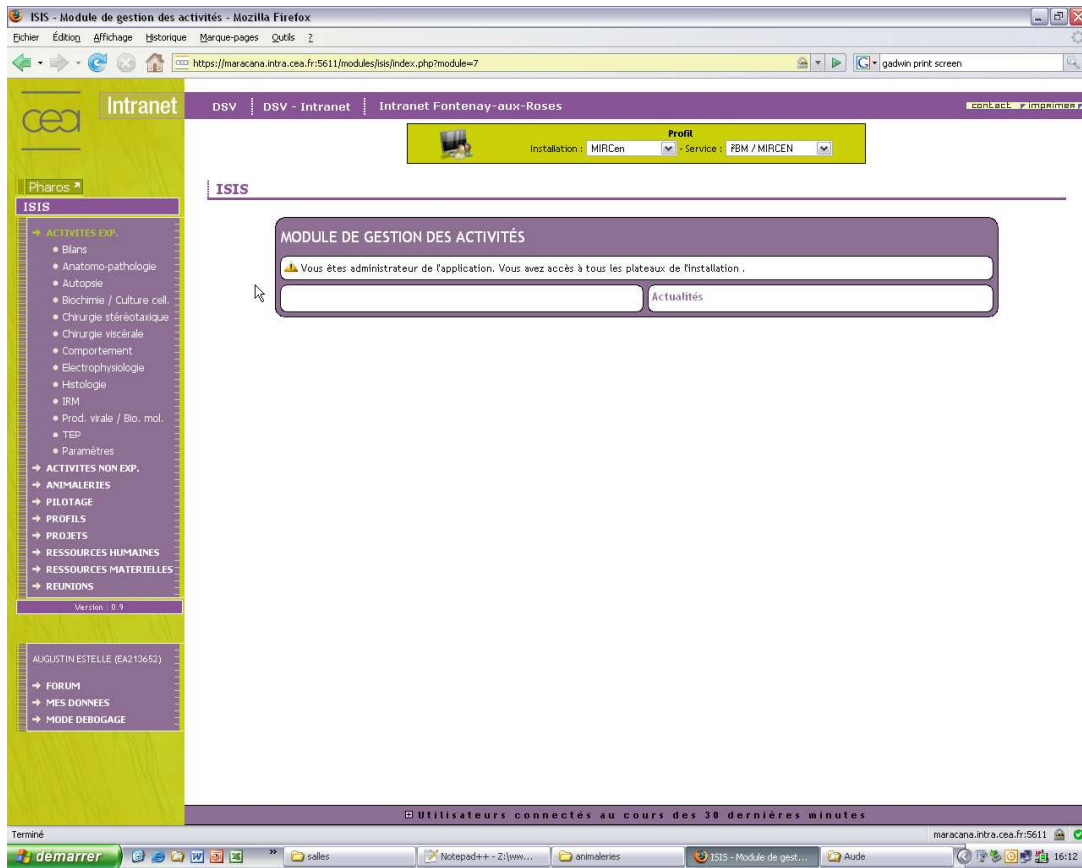 ISIS - Module de gestion des activités - Mozilla Firefox
Fichier Édition Affichage Historique Marque-pages Outils ?
https://maracana.intra.cea.fr:5611/modules/isis/index.php?module=7
gadwin print screen
cea
Intranet
DSV DSV - Intranet Intranet Fontenay-aux-Roses
contact imprimer
Profil
Installation : MIRCen - Service : I²BM / MIRCEN
Pharos
ISIS
ISIS
ACTIVITES EXP.
Bilans
Anatomo-pathologie
Autopsie
Biochimie / Culture cell.
Chirurgie stéréotaxique
Chirurgie viscérale
Comportement
Electrophysiologie
Histologie
IRM
Prod. virale / Bio. mol.
TEP
Paramètres
ACTIVITES NON EXP.
ANIMALERIES
PILOTAGE
PROFILS
PROJETS
RESSOURCES HUMAINES
RESSOURCES MATERIELLES
REUNIONS
Version : 0.9
MODULE DE GESTION DES ACTIVITÉS
Vous êtes administrateur de l'application. Vous avez accès à tous les plateaux de l'installation .
Actualités
AUGUSTIN ESTELLE (EA213652)
FORUM
MES DONNEES
MODE DEBOGAGE
Utilisateurs connectés au cours des 30 dernières minutes
Terminé
maracana.intra.cea.fr:5611
démarrer
»
salles
Notepad++ - Z:\www...
animaleries
ISIS - Module de gest...
Aude
16:12